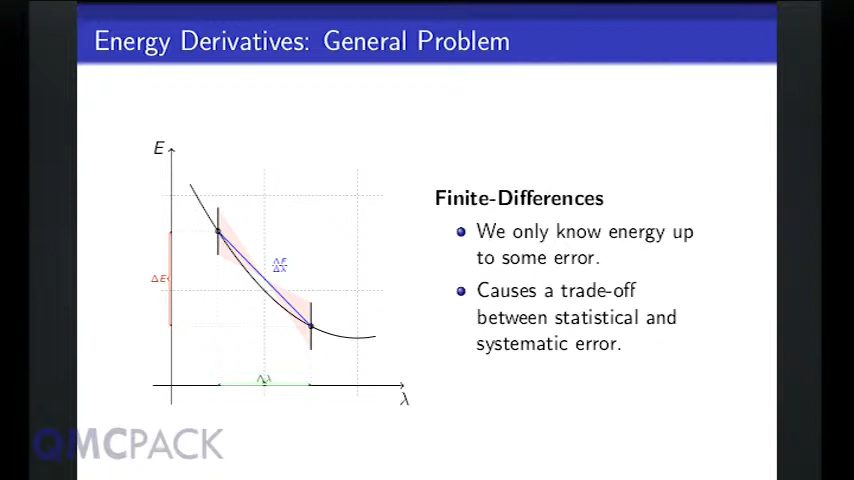 Energy Derivatives: General Problem
E
ΔE
ΔE
Δλ
Δλ
λ
Finite-Differences
We only know energy up
to some error.
Causes a trade-off
between statistical and
systematic error.
QMCPACK